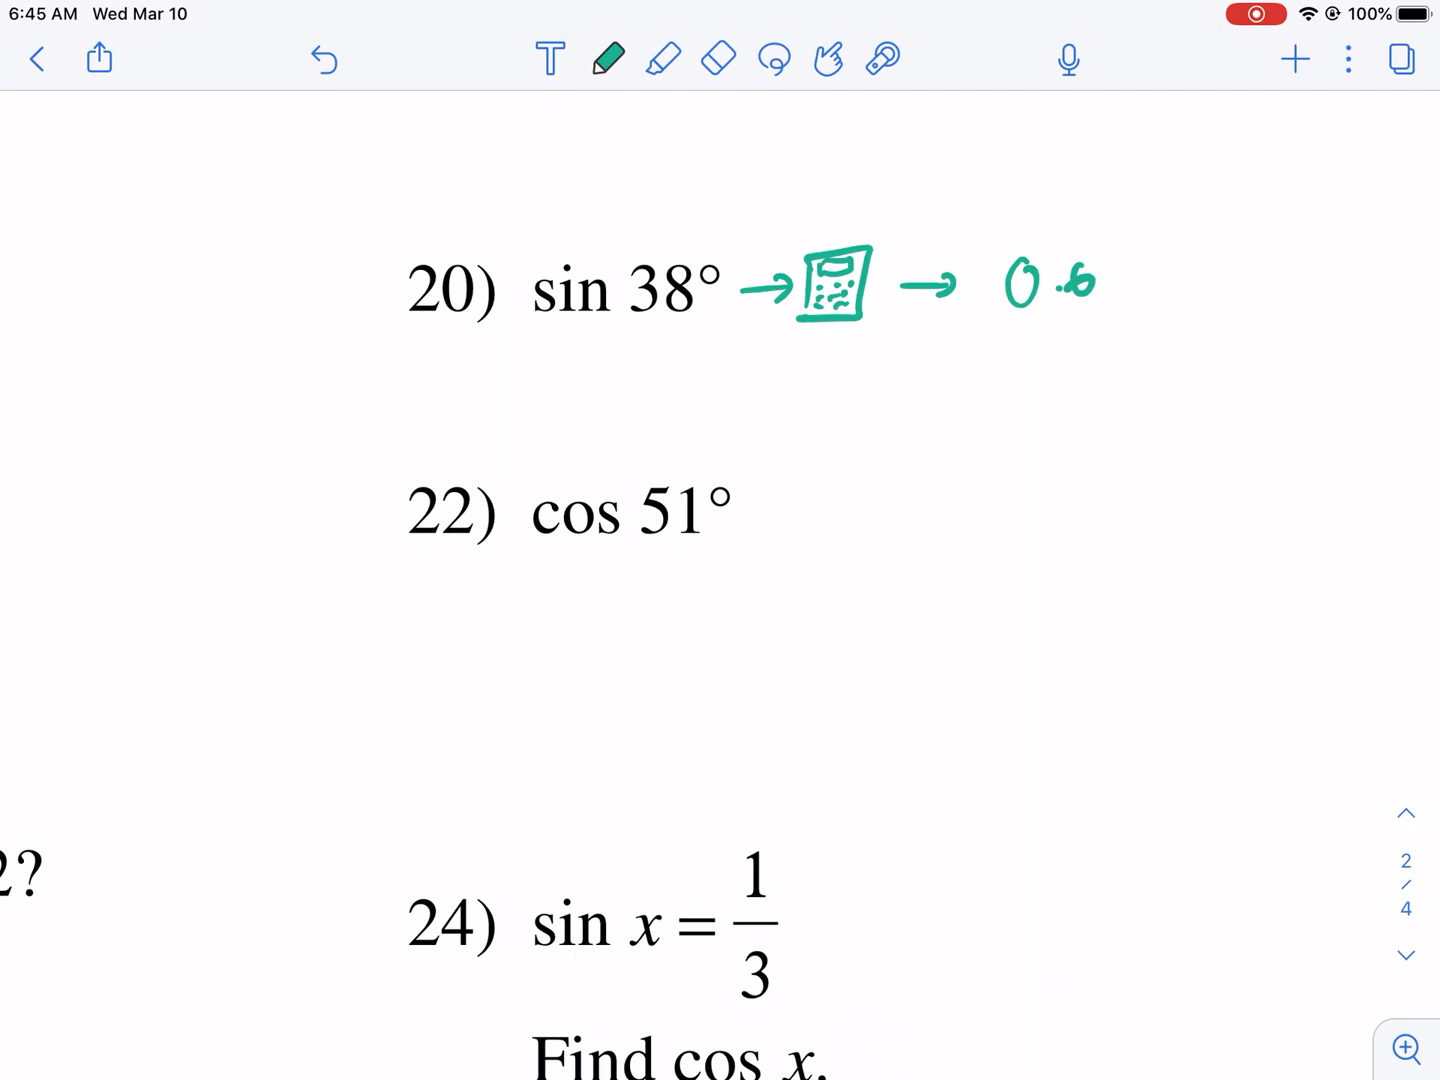 6:45 AM Wed Mar 10 100%
T
20) sin 38° → → 0.6
22) cos 51°
2?
24) sin x = 1/3
Find cos x.
2
/
4